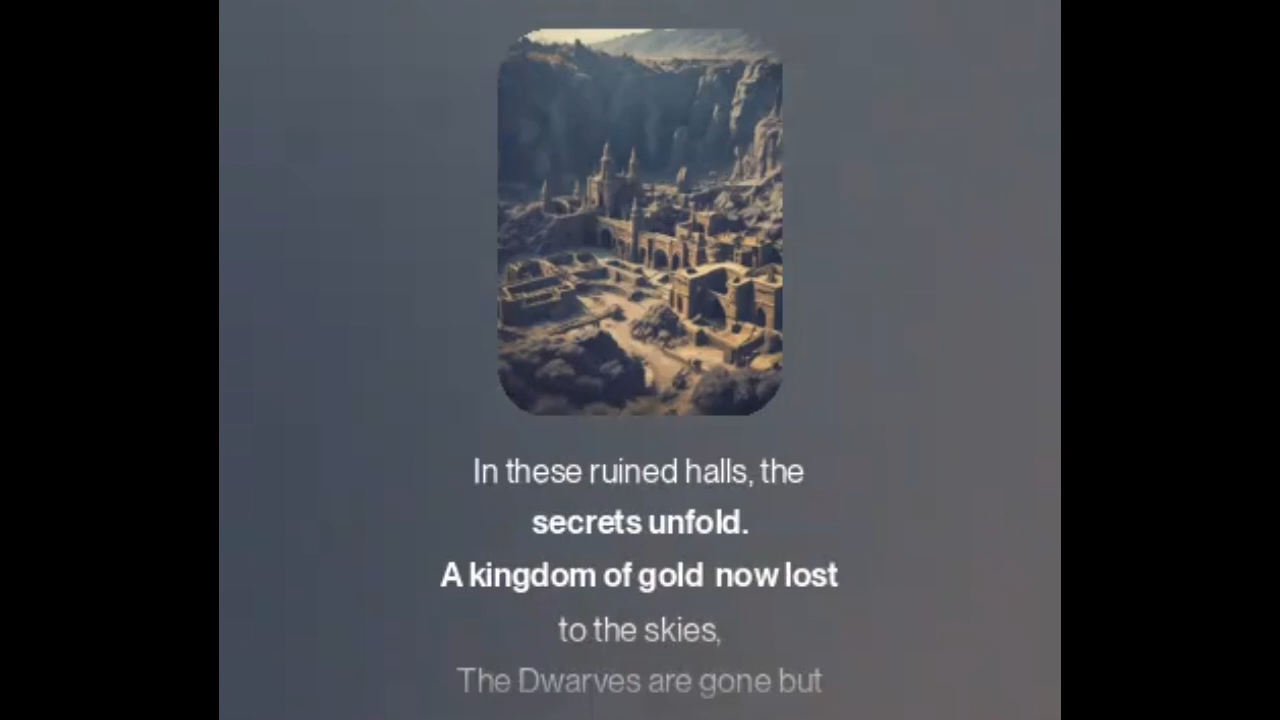 In these ruined halls, the
secrets unfold.
A kingdom of gold now lost
to the skies,
The Dwarves are gone but